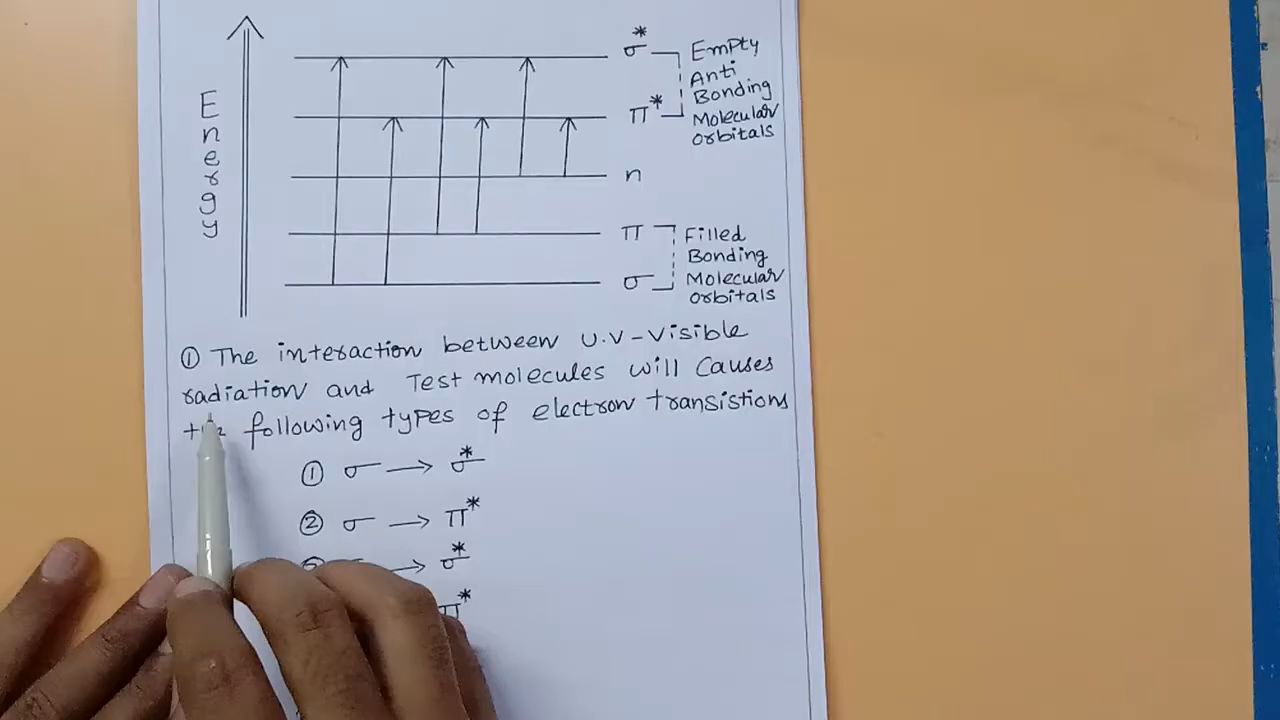 Energy
σ*
π*
Empty
Anti
Bonding
Molecular
orbitals
n
π
σ
Filled
Bonding
Molecular
orbitals
① The interaction between U.V-Visible
radiation and Test molecules will Causes
following types of electron transistions
① σ → σ*
② σ → π*
→ σ*
π*